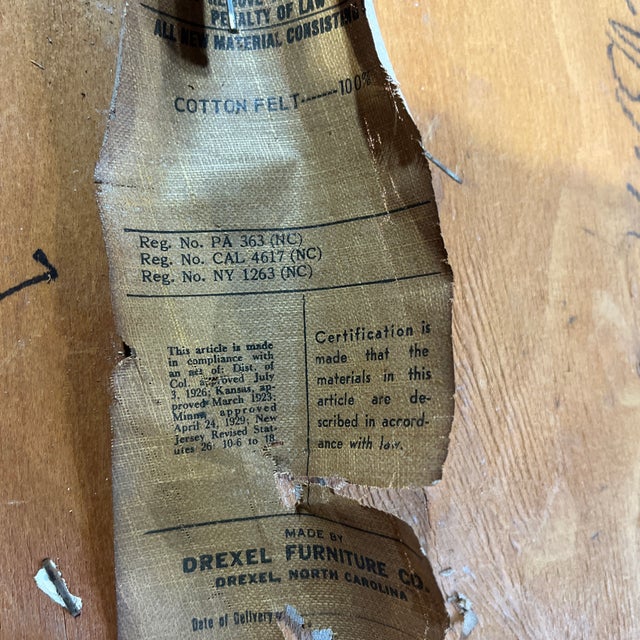 PENALTY OF LAW
ALL NEW MATERIAL CONSISTING
COTTON FELT-------100%
Reg. No. PA 363 (NC)
Reg. No. CAL 4617 (NC)
Reg. No. NY 1263 (NC)
This article is made
in compliance with
an act of: Dist. of
Col. approved July
3, 1926; Kansas, ap-
proved March 1923;
Minn. approved
April 24, 1929; New
Jersey Revised Stat-
utes 26: 10-6 to 18
Certification is
made that the
materials in this
article are de-
scribed in accord-
ance with law.
MADE BY
DREXEL FURNITURE CO.
DREXEL, NORTH CAROLINA
Date of Delivery